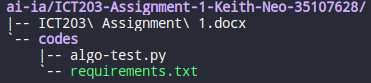 ai-ia/ICT203-Assignment-1-Keith-Neo-35107628/
|-- ICT203\ Assignment\ 1.docx
`-- codes
    |-- algo-test.py
    `-- requirements.txt